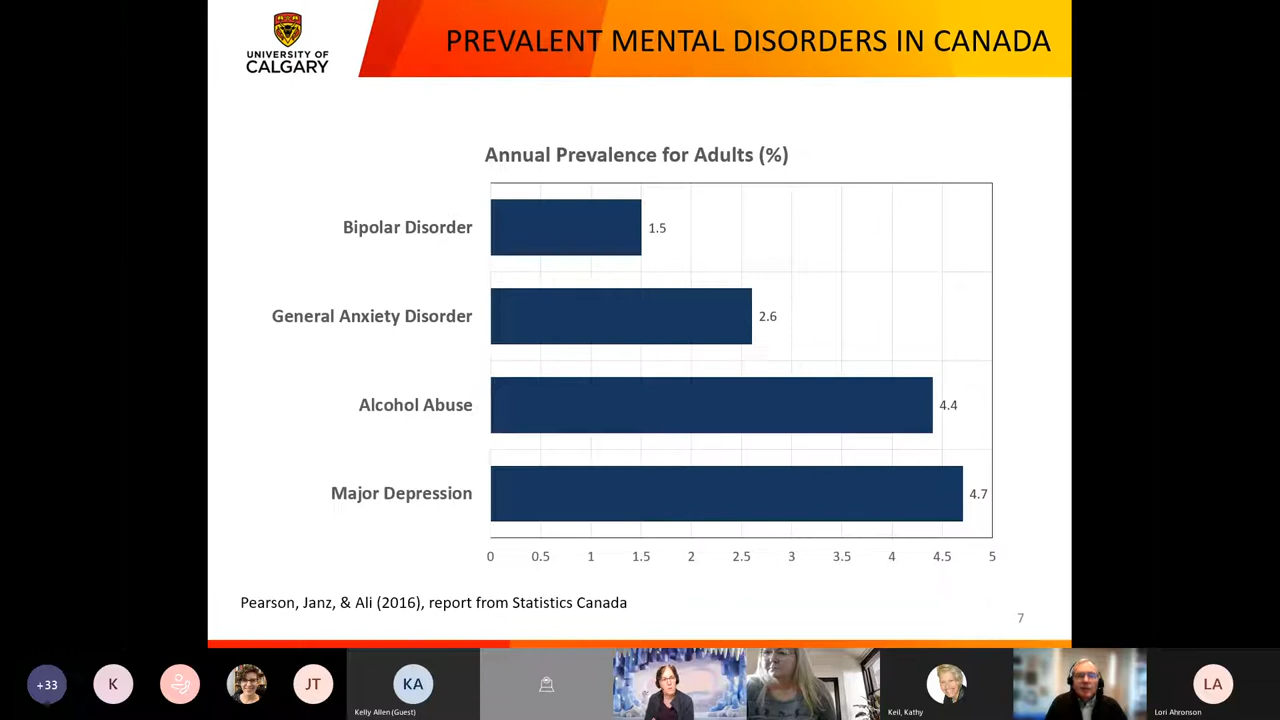 UNIVERSITY OF
CALGARY
PREVALENT MENTAL DISORDERS IN CANADA
Annual Prevalence for Adults (%)
Bipolar Disorder
1.5
General Anxiety Disorder
2.6
Alcohol Abuse
4.4
Major Depression
4.7
0 0.5 1 1.5 2 2.5 3 3.5 4 4.5 5
Pearson, Janz, & Ali (2016), report from Statistics Canada
7
+33
K
JT
KA
LA
Kelly Allen (Guest)
Keil, Kathy
Lori Ahronson